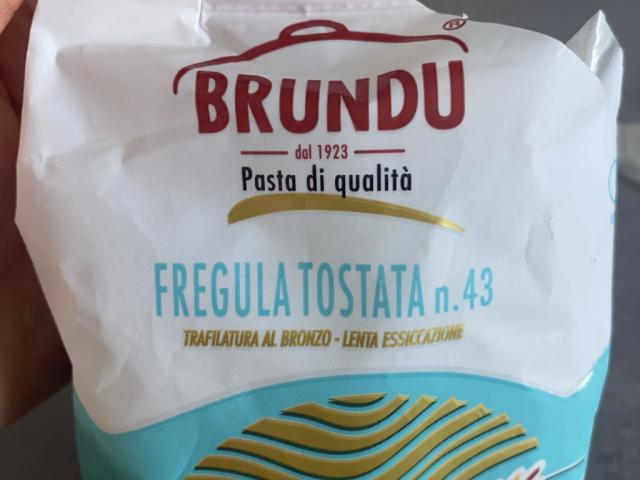 BRUNDU®
dal 1923
Pasta di qualità
FREGULA TOSTATA n.43
TRAFILATURA AL BRONZO - LENTA ESSICCAZIONE